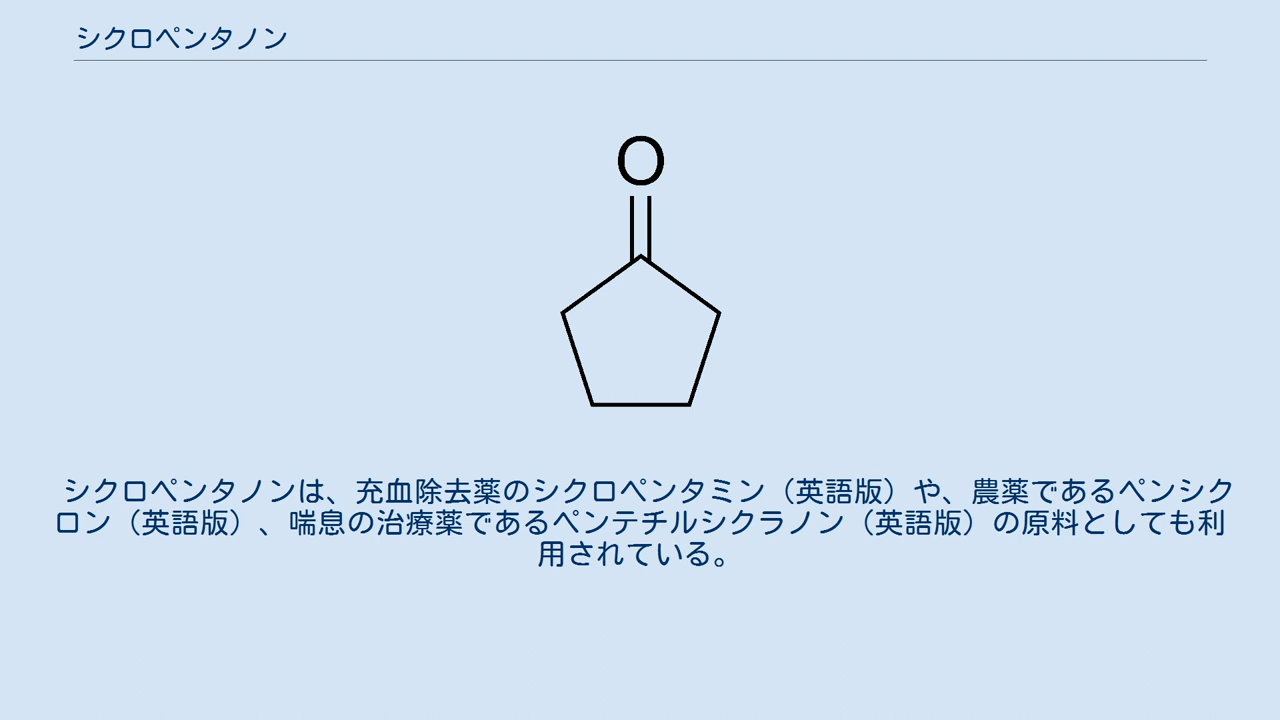 シクロペンタノン
O
シクロペンタノンは、充血除去薬のシクロペンタミン（英語版）や、農薬であるペンシク
ロン（英語版）、喘息の治療薬であるペンテチルシクラノン（英語版）の原料としても利
用されている。